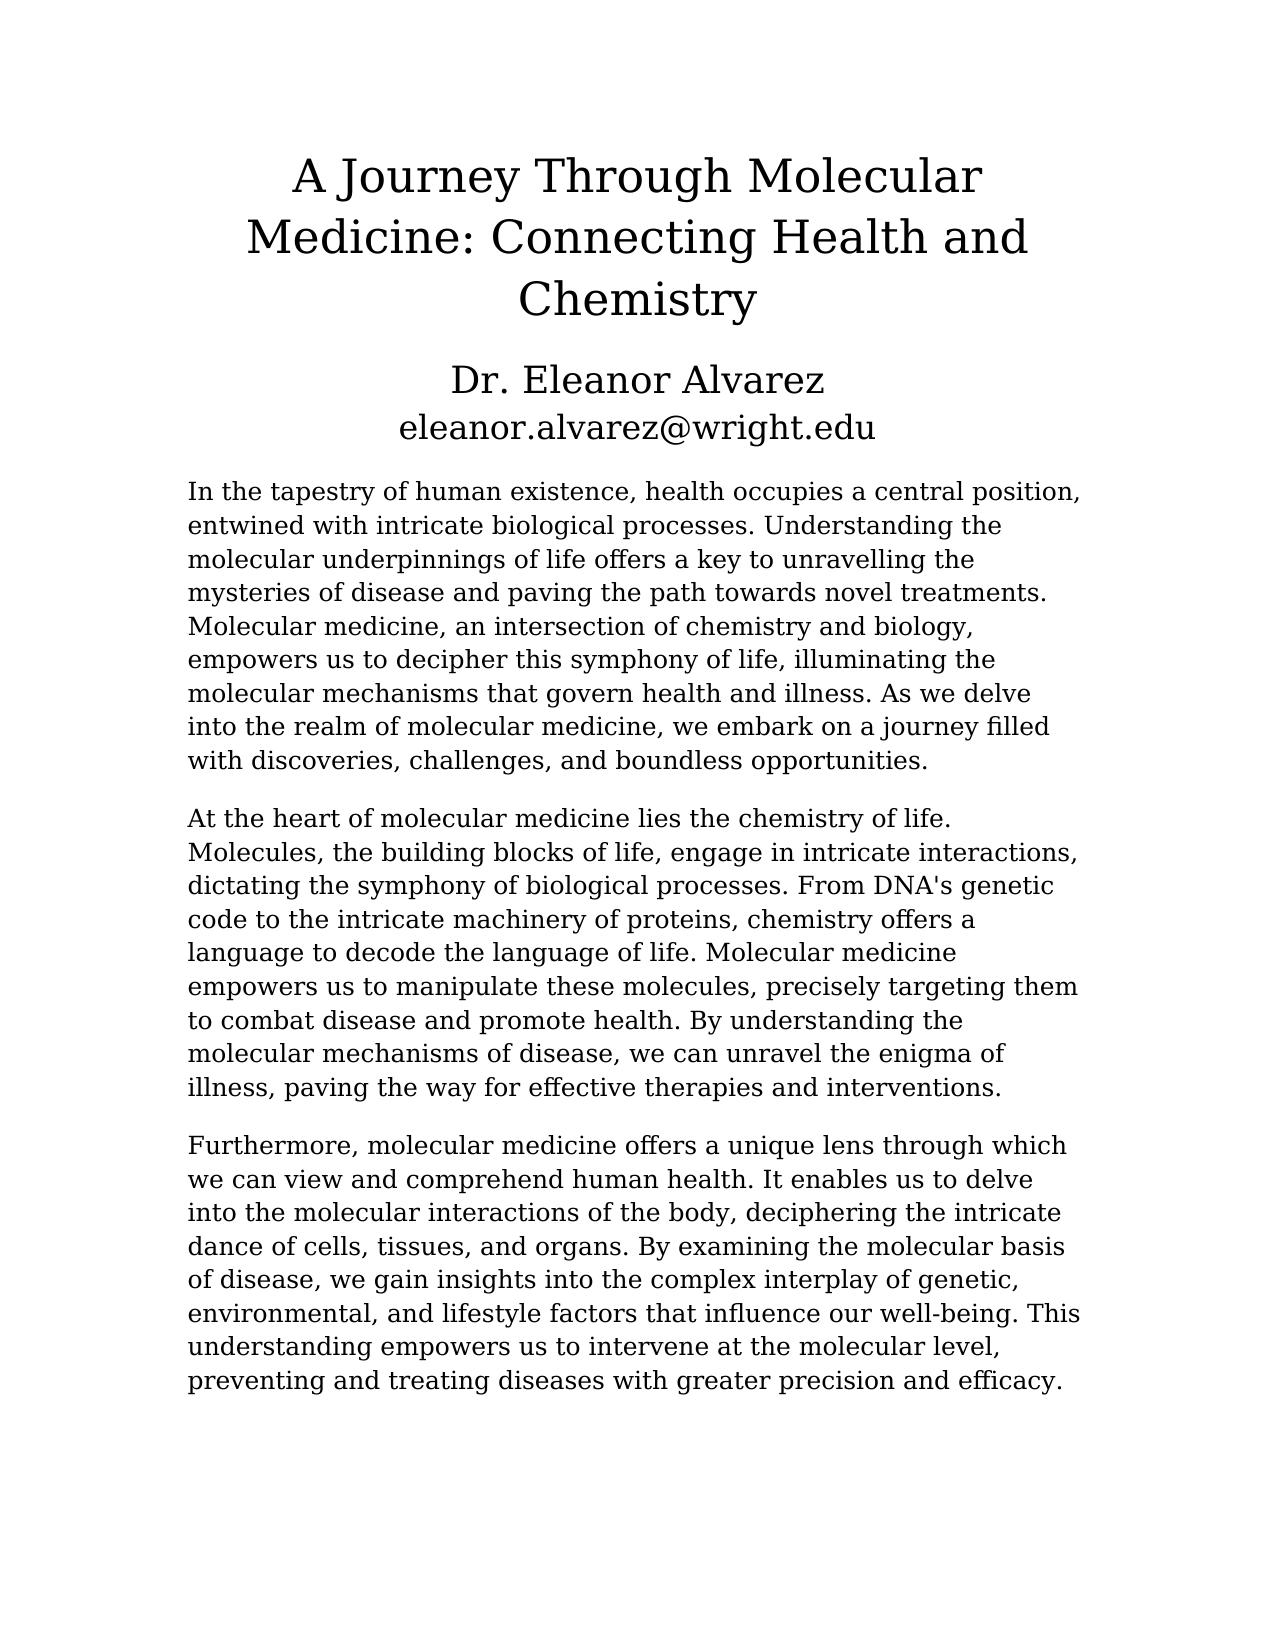 A Journey Through Molecular
Medicine: Connecting Health and
Chemistry
Dr. Eleanor Alvarez
eleanor.alvarez@wright.edu
In the tapestry of human existence, health occupies a central position,
entwined with intricate biological processes. Understanding the
molecular underpinnings of life offers a key to unravelling the
mysteries of disease and paving the path towards novel treatments.
Molecular medicine, an intersection of chemistry and biology,
empowers us to decipher this symphony of life, illuminating the
molecular mechanisms that govern health and illness. As we delve
into the realm of molecular medicine, we embark on a journey filled
with discoveries, challenges, and boundless opportunities.
At the heart of molecular medicine lies the chemistry of life.
Molecules, the building blocks of life, engage in intricate interactions,
dictating the symphony of biological processes. From DNA's genetic
code to the intricate machinery of proteins, chemistry offers a
language to decode the language of life. Molecular medicine
empowers us to manipulate these molecules, precisely targeting them
to combat disease and promote health. By understanding the
molecular mechanisms of disease, we can unravel the enigma of
illness, paving the way for effective therapies and interventions.
Furthermore, molecular medicine offers a unique lens through which
we can view and comprehend human health. It enables us to delve
into the molecular interactions of the body, deciphering the intricate
dance of cells, tissues, and organs. By examining the molecular basis
of disease, we gain insights into the complex interplay of genetic,
environmental, and lifestyle factors that influence our well-being. This
understanding empowers us to intervene at the molecular level,
preventing and treating diseases with greater precision and efficacy.